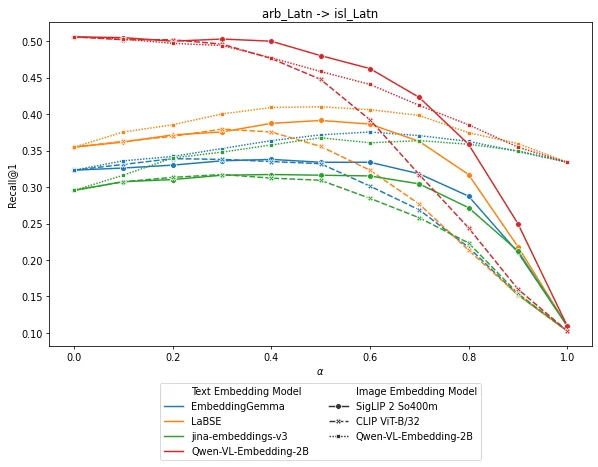 arb_Latn -> isl_Latn
Recall@1
0.50
0.45
0.40
0.35
0.30
0.25
0.20
0.15
0.10
0.0 0.2 0.4 0.6 0.8 1.0
α
Text Embedding Model
EmbeddingGemma
LaBSE
jina-embeddings-v3
Qwen-VL-Embedding-2B
Image Embedding Model
SigLIP 2 So400m
CLIP ViT-B/32
Qwen-VL-Embedding-2B